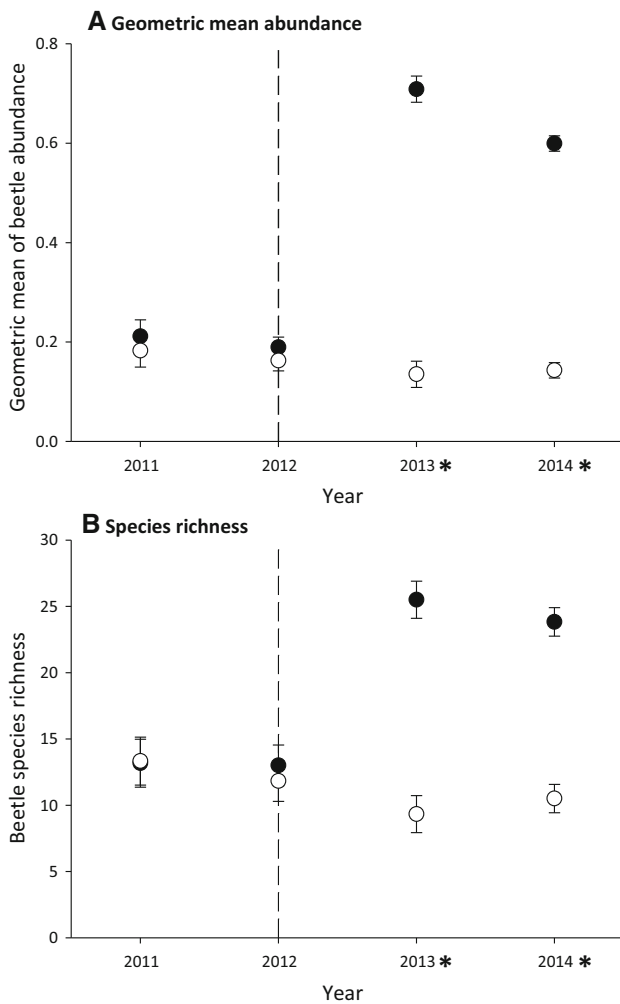 A Geometric mean abundance
0.8
0.6
0.4
0.2
0.0
Geometric mean of beetle abundance
2011 2012 2013 * 2014 *
Year
B Species richness
30
25
20
15
10
5
0
Beetle species richness
2011 2012 2013 * 2014 *
Year